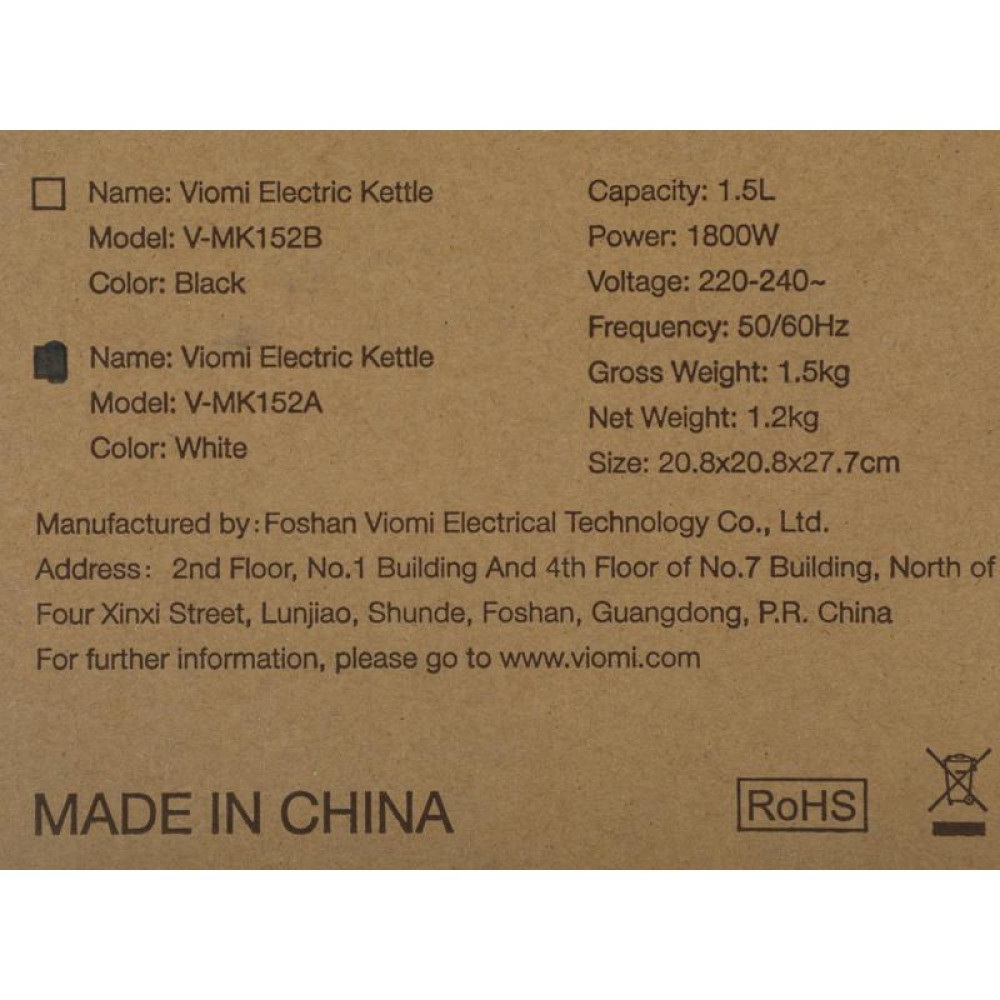 Name: Viomi Electric Kettle
Model: V-MK152B
Color: Black
Name: Viomi Electric Kettle
Model: V-MK152A
Color: White
Capacity: 1.5L
Power: 1800W
Voltage: 220-240~
Frequency: 50/60Hz
Gross Weight: 1.5kg
Net Weight: 1.2kg
Size: 20.8x20.8x27.7cm
Manufactured by:Foshan Viomi Electrical Technology Co., Ltd.
Address: 2nd Floor, No.1 Building And 4th Floor of No.7 Building, North of
Four Xinxi Street, Lunjiao, Shunde, Foshan, Guangdong, P.R. China
For further information, please go to www.viomi.com
MADE IN CHINA
RoHS